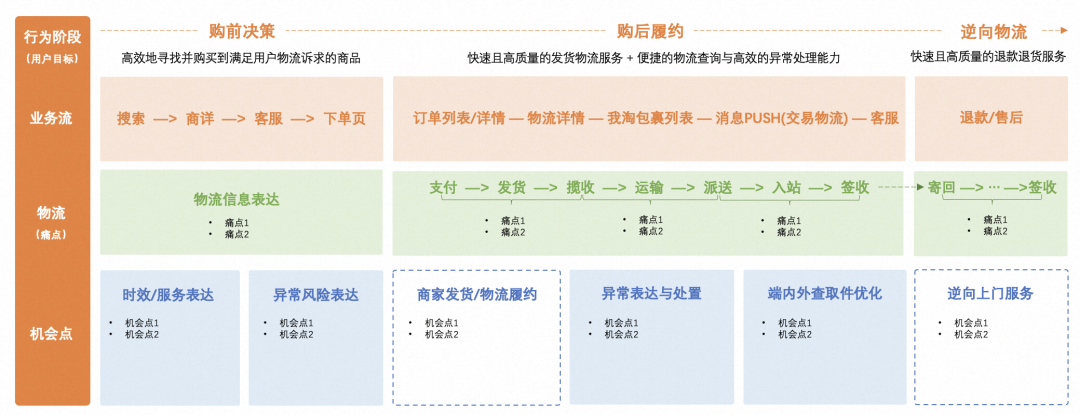 行为阶段
(用户目标)
购前决策
购后履约
逆向物流
高效地寻找并购买到满足用户物流诉求的商品
快速且高质量的发货物流服务 + 便捷的物流查询与高效的异常处理能力
快速且高质量的退款退货服务
业务流
搜索 —> 商详 —> 客服 —> 下单页
订单列表/详情 — 物流详情 — 我淘包裹列表 — 消息PUSH(交易物流) — 客服
退款/售后
物流
(痛点)
物流信息表达
• 痛点1
• 痛点2
支付 —> 发货 —> 揽收 —> 运输 —> 派送 —> 入站 —> 签收
• 痛点1
• 痛点2
• 痛点1
• 痛点2
• 痛点1
• 痛点2
寄回 —> ··· —>签收
• 痛点1
• 痛点2
机会点
时效/服务表达
• 机会点1
• 机会点2
异常风险表达
• 机会点1
• 机会点2
商家发货/物流履约
• 机会点1
• 机会点2
异常表达与处置
• 机会点1
• 机会点2
端内外查取件优化
• 机会点1
• 机会点2
逆向上门服务
• 机会点1
• 机会点2